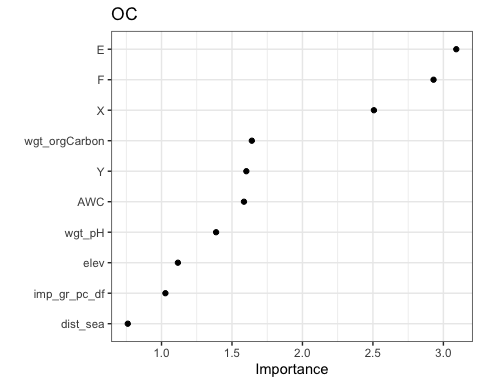 OC
E
F
X
wgt_orgCarbon
Y
AWC
wgt_pH
elev
imp_gr_pc_df
dist_sea
1.0 1.5 2.0 2.5 3.0
Importance